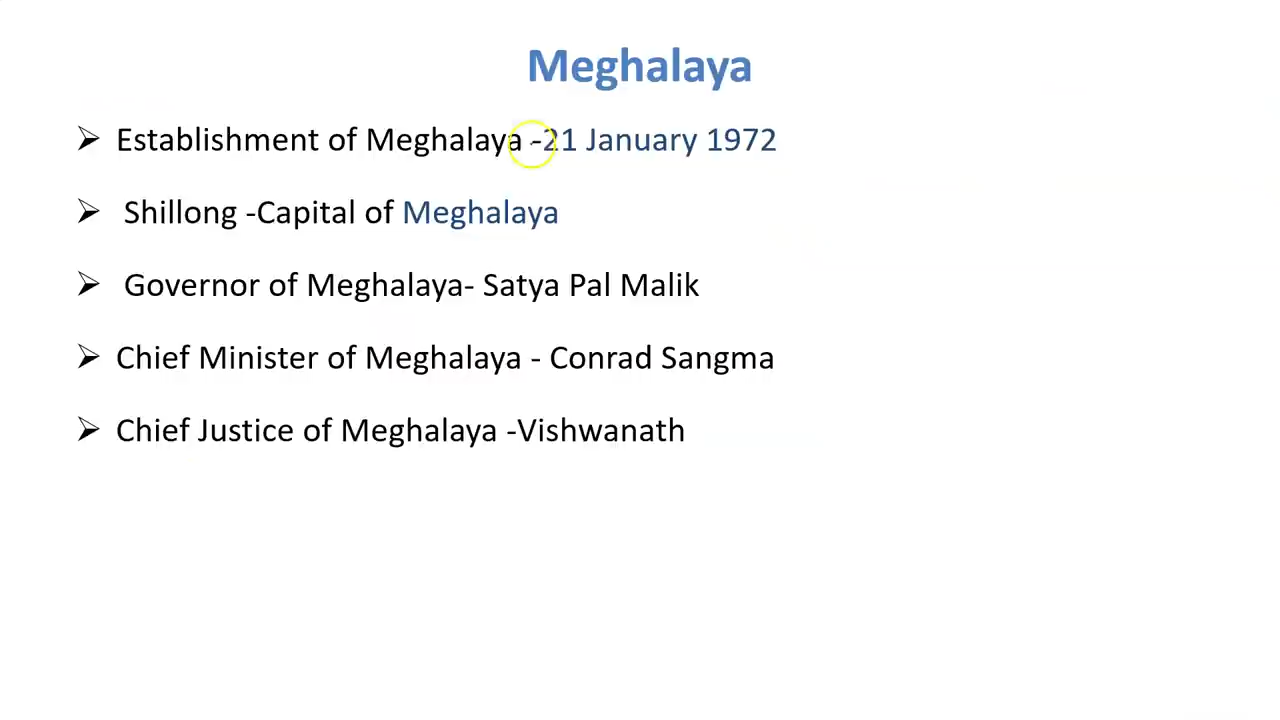 Meghalaya
Establishment of Meghalaya -21 January 1972
Shillong -Capital of Meghalaya
Governor of Meghalaya- Satya Pal Malik
Chief Minister of Meghalaya - Conrad Sangma
Chief Justice of Meghalaya -Vishwanath